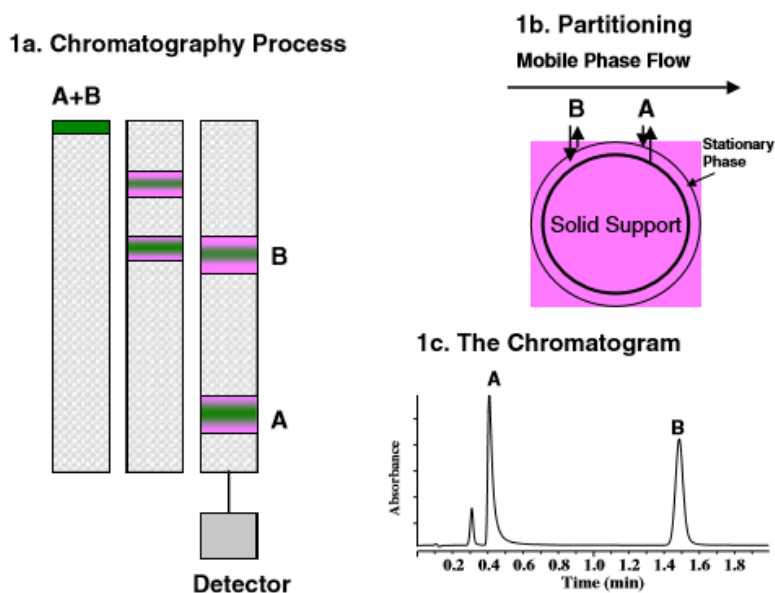 1a. Chromatography Process
A+B
B
A
Detector
1b. Partitioning
Mobile Phase Flow
B A
Stationary
Phase
Solid Support
1c. The Chromatogram
A
B
Absorbance
0.2 0.4 0.6 0.8 1.0 1.2 1.4 1.6 1.8
Time (min)